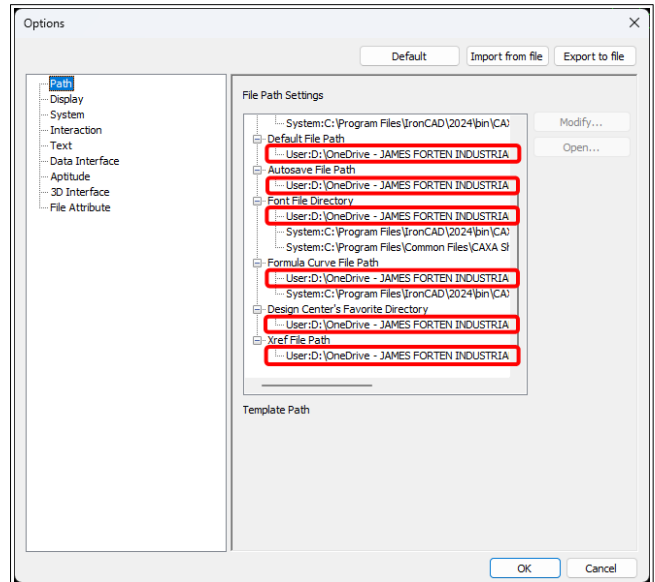 Options
Default Import from file Export to file
Path
Display
System
Interaction
Text
Data Interface
Aptitude
3D Interface
File Attribute
File Path Settings
System:C:\Program Files\IronCAD\2024\bin\CAX
Default File Path
User:D:\OneDrive - JAMES FORTEN INDUSTRIA
Autosave File Path
User:D:\OneDrive - JAMES FORTEN INDUSTRIA
Font File Directory
User:D:\OneDrive - JAMES FORTEN INDUSTRIA
System:C:\Program Files\IronCAD\2024\bin\CAX
System:C:\Program Files\Common Files\CAXA Sh
Formula Curve File Path
User:D:\OneDrive - JAMES FORTEN INDUSTRIA
System:C:\Program Files\IronCAD\2024\bin\CAX
Design Center's Favorite Directory
User:D:\OneDrive - JAMES FORTEN INDUSTRIA
Xref File Path
User:D:\OneDrive - JAMES FORTEN INDUSTRIA
Modify...
Open...
Template Path
OK Cancel